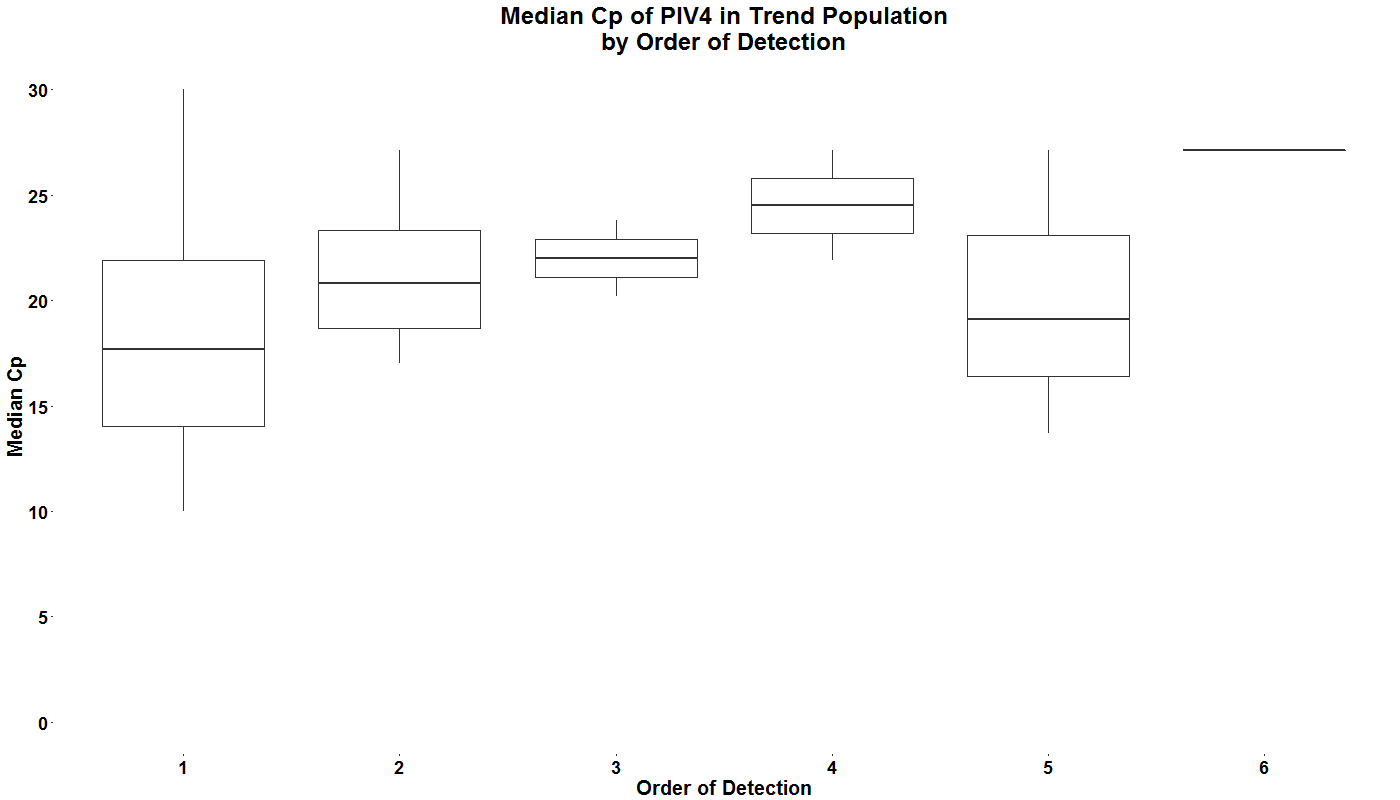 Median Cp of PIV4 in Trend Population
by Order of Detection
Median Cp
30
25
20
15
10
5
0
1 2 3 4 5 6
Order of Detection